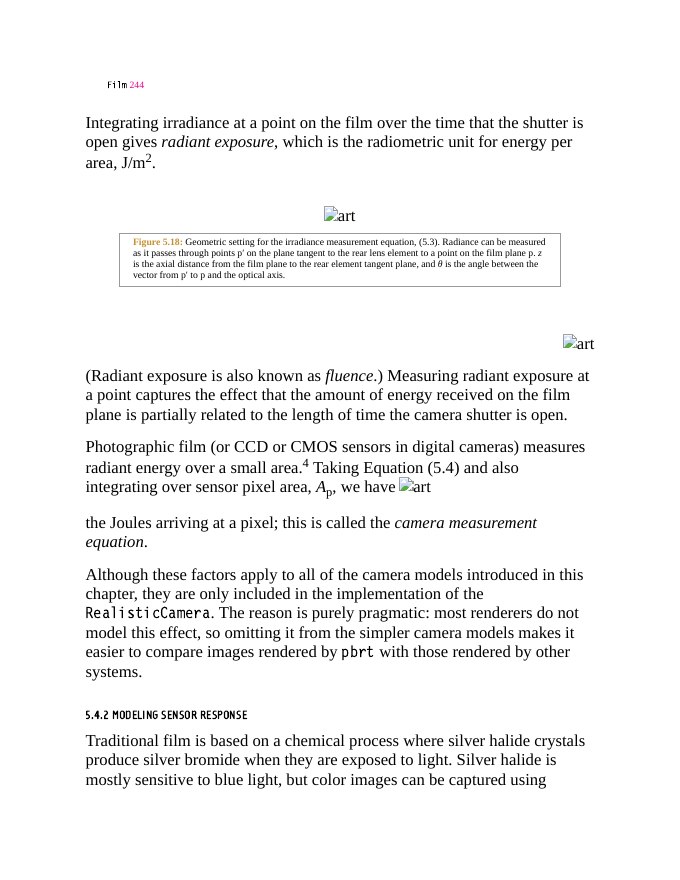 Film 244
Integrating irradiance at a point on the film over the time that the shutter is
open gives radiant exposure, which is the radiometric unit for energy per
area, J/m².
art
Figure 5.18: Geometric setting for the irradiance measurement equation, (5.3). Radiance can be measured
as it passes through points p′ on the plane tangent to the rear lens element to a point on the film plane p. z
is the axial distance from the film plane to the rear element tangent plane, and θ is the angle between the
vector from p′ to p and the optical axis.
art
(Radiant exposure is also known as fluence.) Measuring radiant exposure at
a point captures the effect that the amount of energy received on the film
plane is partially related to the length of time the camera shutter is open.
Photographic film (or CCD or CMOS sensors in digital cameras) measures
radiant energy over a small area.⁴ Taking Equation (5.4) and also
integrating over sensor pixel area, Aₚ, we have art
the Joules arriving at a pixel; this is called the camera measurement
equation.
Although these factors apply to all of the camera models introduced in this
chapter, they are only included in the implementation of the
RealisticCamera. The reason is purely pragmatic: most renderers do not
model this effect, so omitting it from the simpler camera models makes it
easier to compare images rendered by pbrt with those rendered by other
systems.
5.4.2 MODELING SENSOR RESPONSE
Traditional film is based on a chemical process where silver halide crystals
produce silver bromide when they are exposed to light. Silver halide is
mostly sensitive to blue light, but color images can be captured using